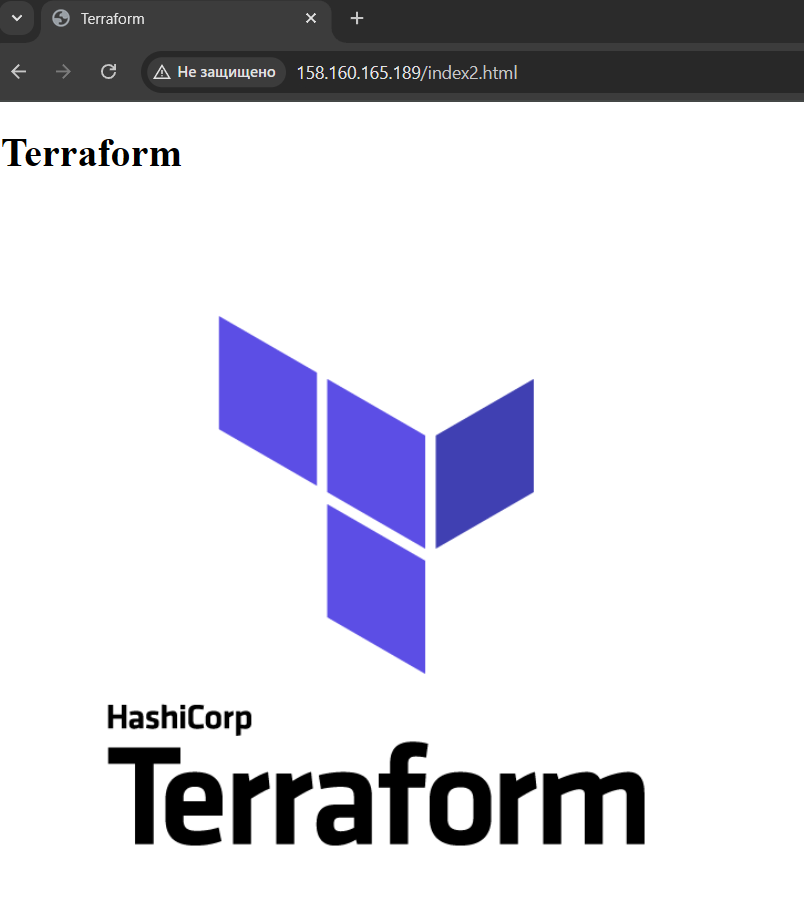 Terraform
Не защищено 158.160.165.189/index2.html
Terraform
HashiCorp
Terraform